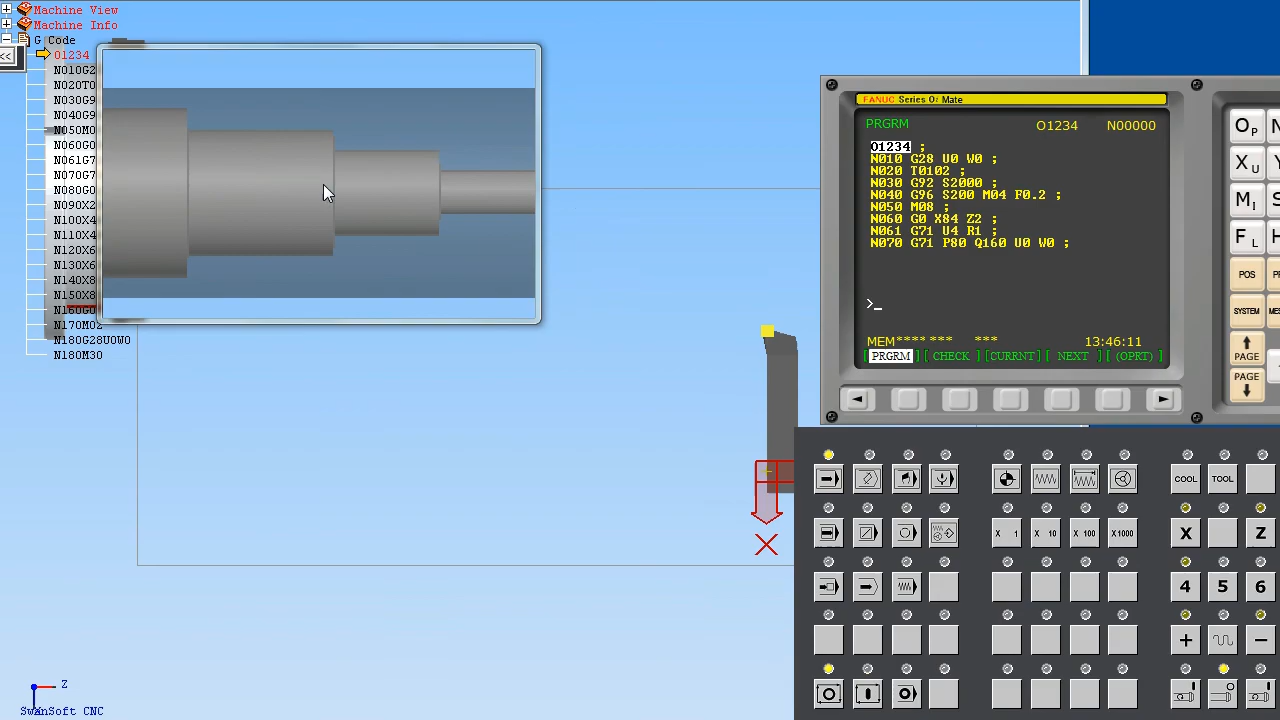 Machine View
Machine Info
G Code
<<
O1234
N010G2
N020T0
N030G9
N040G9
N050M0
N060G0
N061G7
N070G7
N080G0
N090X2
N100X4
N110X4
N120X6
N130X6
N140X8
N150X8
N160G0
N170M02
N180G28U0W0
N180M30
Z
SwanSoft CNC
FANUC Series 0i Mate
PRGRM O1234 N00000
O1234 ;
N010 G28 U0 W0 ;
N020 T0102 ;
N030 G92 S2000 ;
N040 G96 S200 M04 F0.2 ;
N050 M08 ;
N060 G0 X84 Z2 ;
N061 G71 U4 R1 ;
N070 G71 P80 Q160 U0 W0 ;
>_
MEM**** *** *** 13:46:11
[ PRGRM ] [ CHECK ] [CURRNT] [ NEXT ] [ (OPRT) ]
OP
XU
MI
FL
POS
SYSTEM
PAGE
PAGE
COOL TOOL
X 1 X 10 X 100 X1000
X Z
4 5 6
+ −